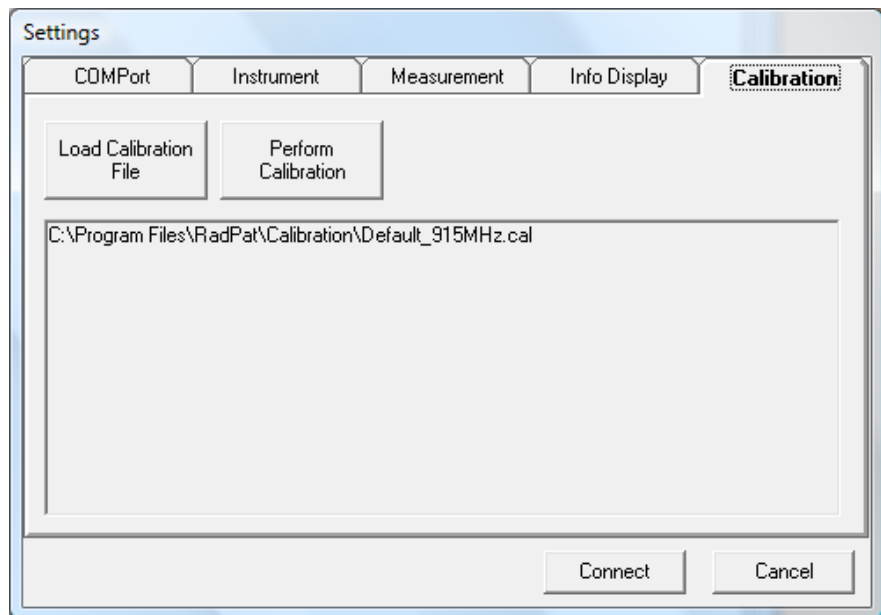 Settings
COMPort
Instrument
Measurement
Info Display
Calibration
Load Calibration
File
Perform
Calibration
C:\Program Files\RadPat\Calibration\Default_915MHz.cal
Connect
Cancel